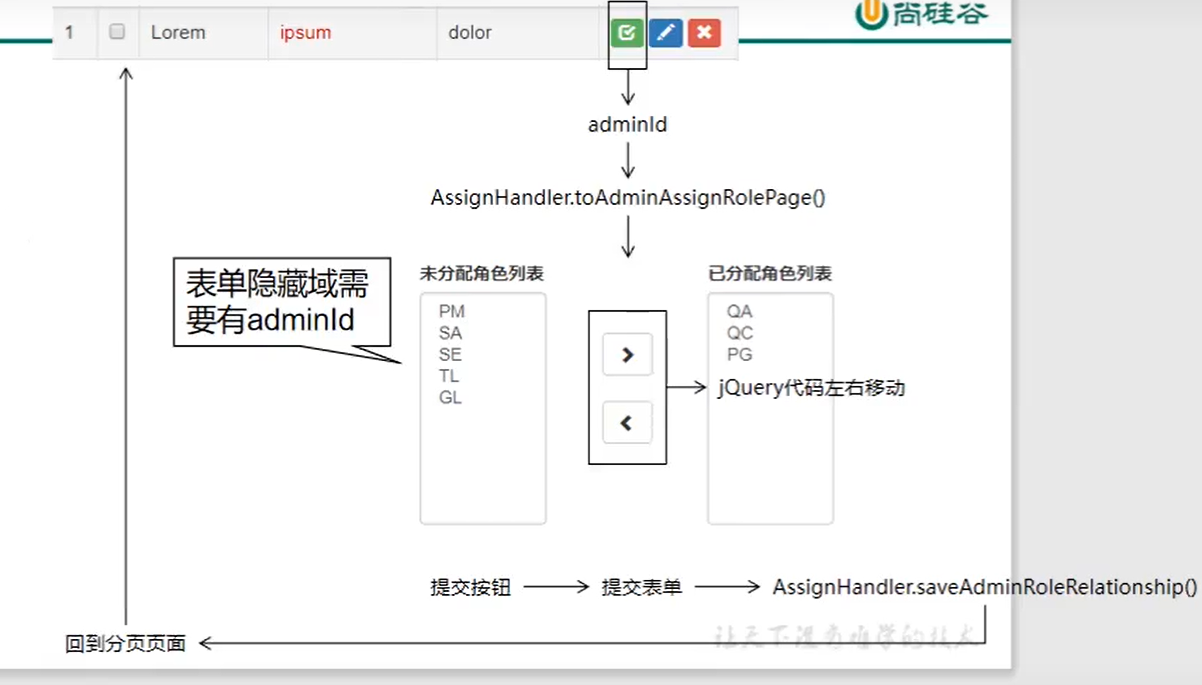 尚硅谷
1 Lorem ipsum dolor
adminId
AssignHandler.toAdminAssignRolePage()
表单隐藏域需
要有adminId
未分配角色列表
已分配角色列表
PM
SA
SE
TL
GL
QA
QC
PG
jQuery代码左右移动
提交按钮
提交表单
AssignHandler.saveAdminRoleRelationship()
回到分页页面
让天下没有难学的技术